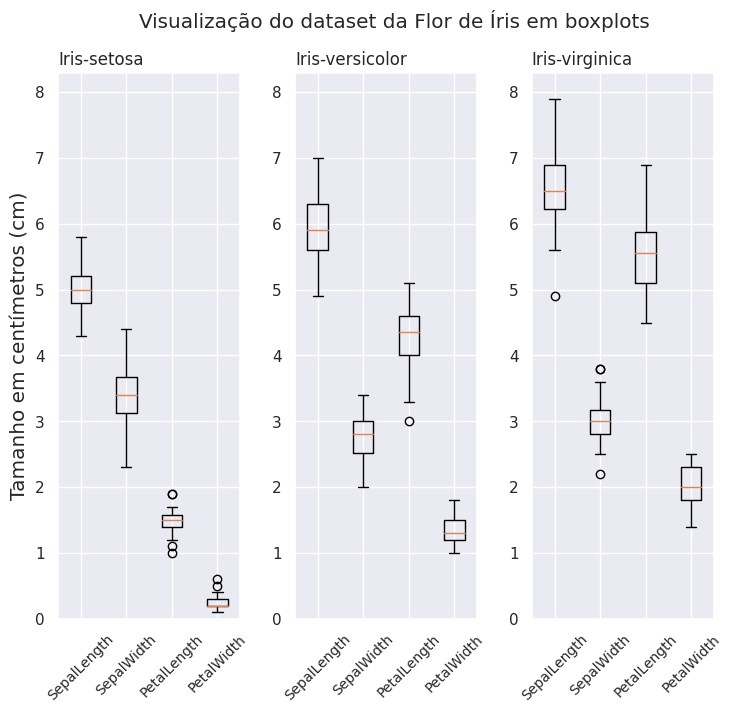 Visualização do dataset da Flor de Íris em boxplots
Iris-setosa
Iris-versicolor
Iris-virginica
Tamanho em centímetros (cm)
8
7
6
5
4
3
2
1
0
SepalLength
SepalWidth
PetalLength
PetalWidth
8
7
6
5
4
3
2
1
0
SepalLength
SepalWidth
PetalLength
PetalWidth
8
7
6
5
4
3
2
1
0
SepalLength
SepalWidth
PetalLength
PetalWidth